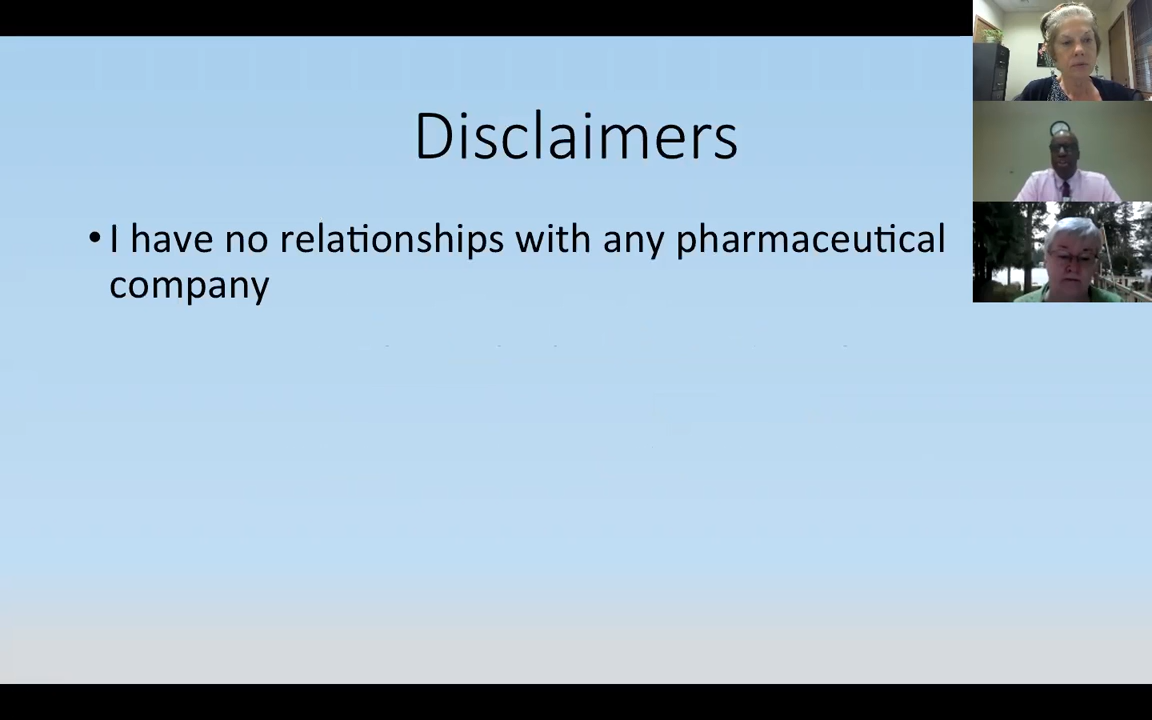 Disclaimers
• I have no relationships with any pharmaceutical
company